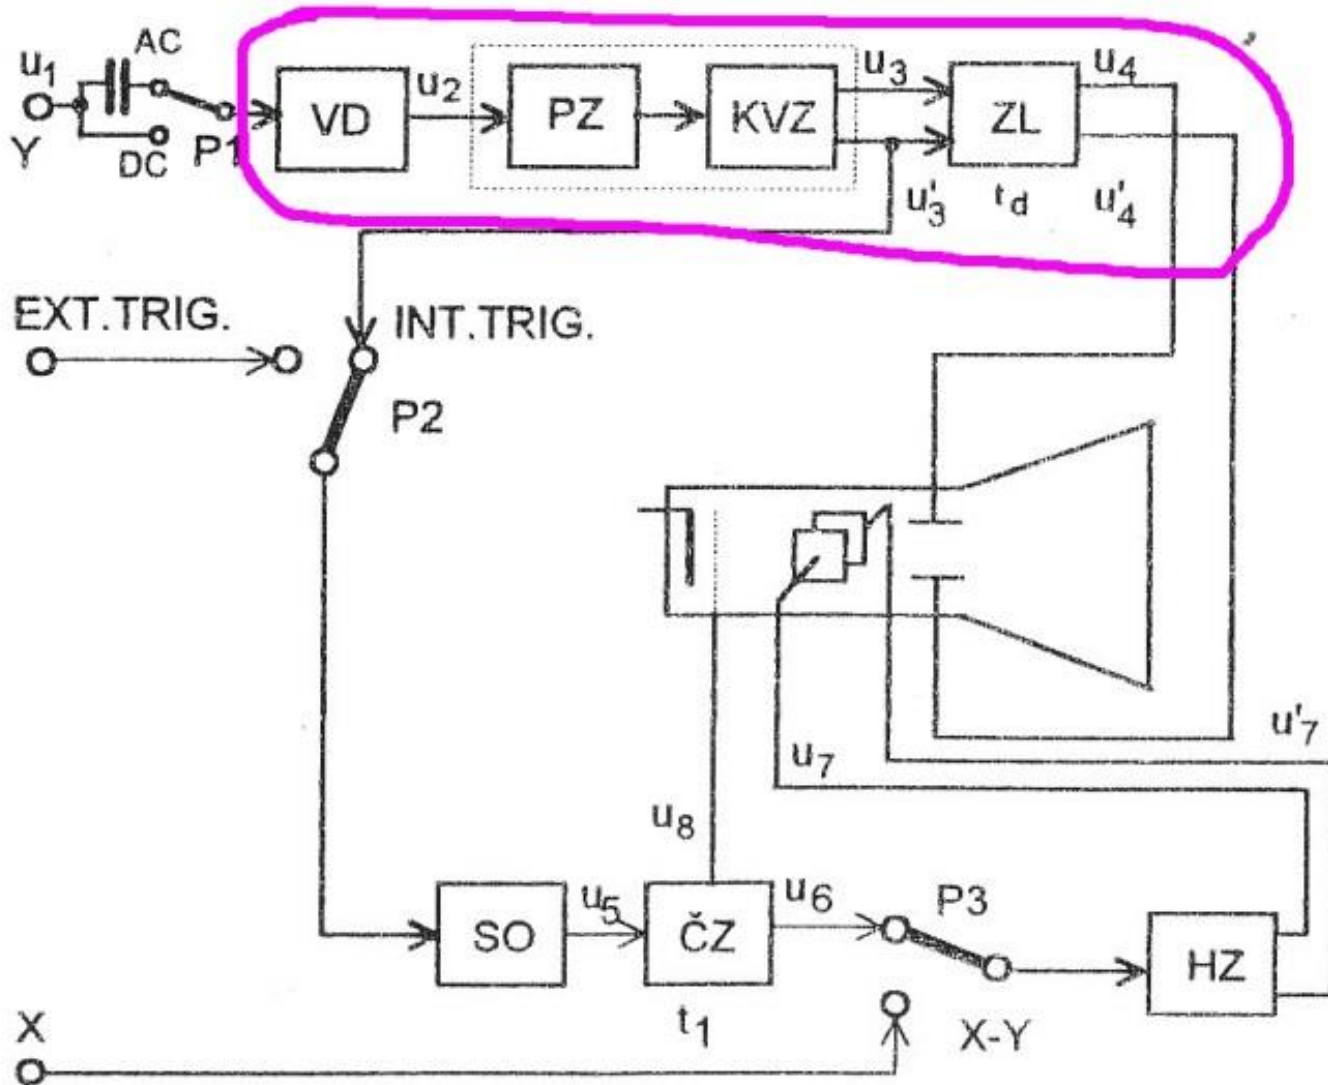 AC
u1
VD
u2
PZ
KVZ
u3
ZL
u4
Y
DC
P1
u'3
td
u'4
EXT.TRIG.
INT.TRIG.
P2
u7
u'7
u8
SO
u5
ČZ
u6
P3
HZ
t1
X-Y
X